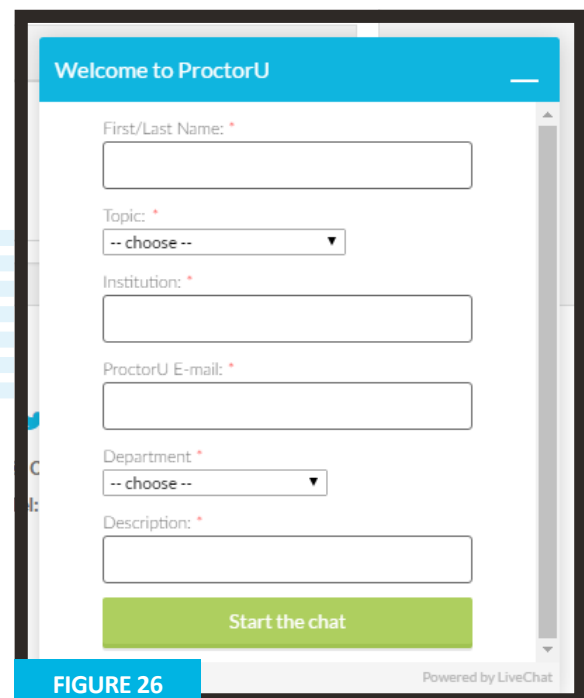 Welcome to ProctorU
First/Last Name: *
Topic: *
-- choose --
Institution: *
ProctorU E-mail: *
Department *
-- choose --
Description: *
Start the chat
Powered by LiveChat
FIGURE 26